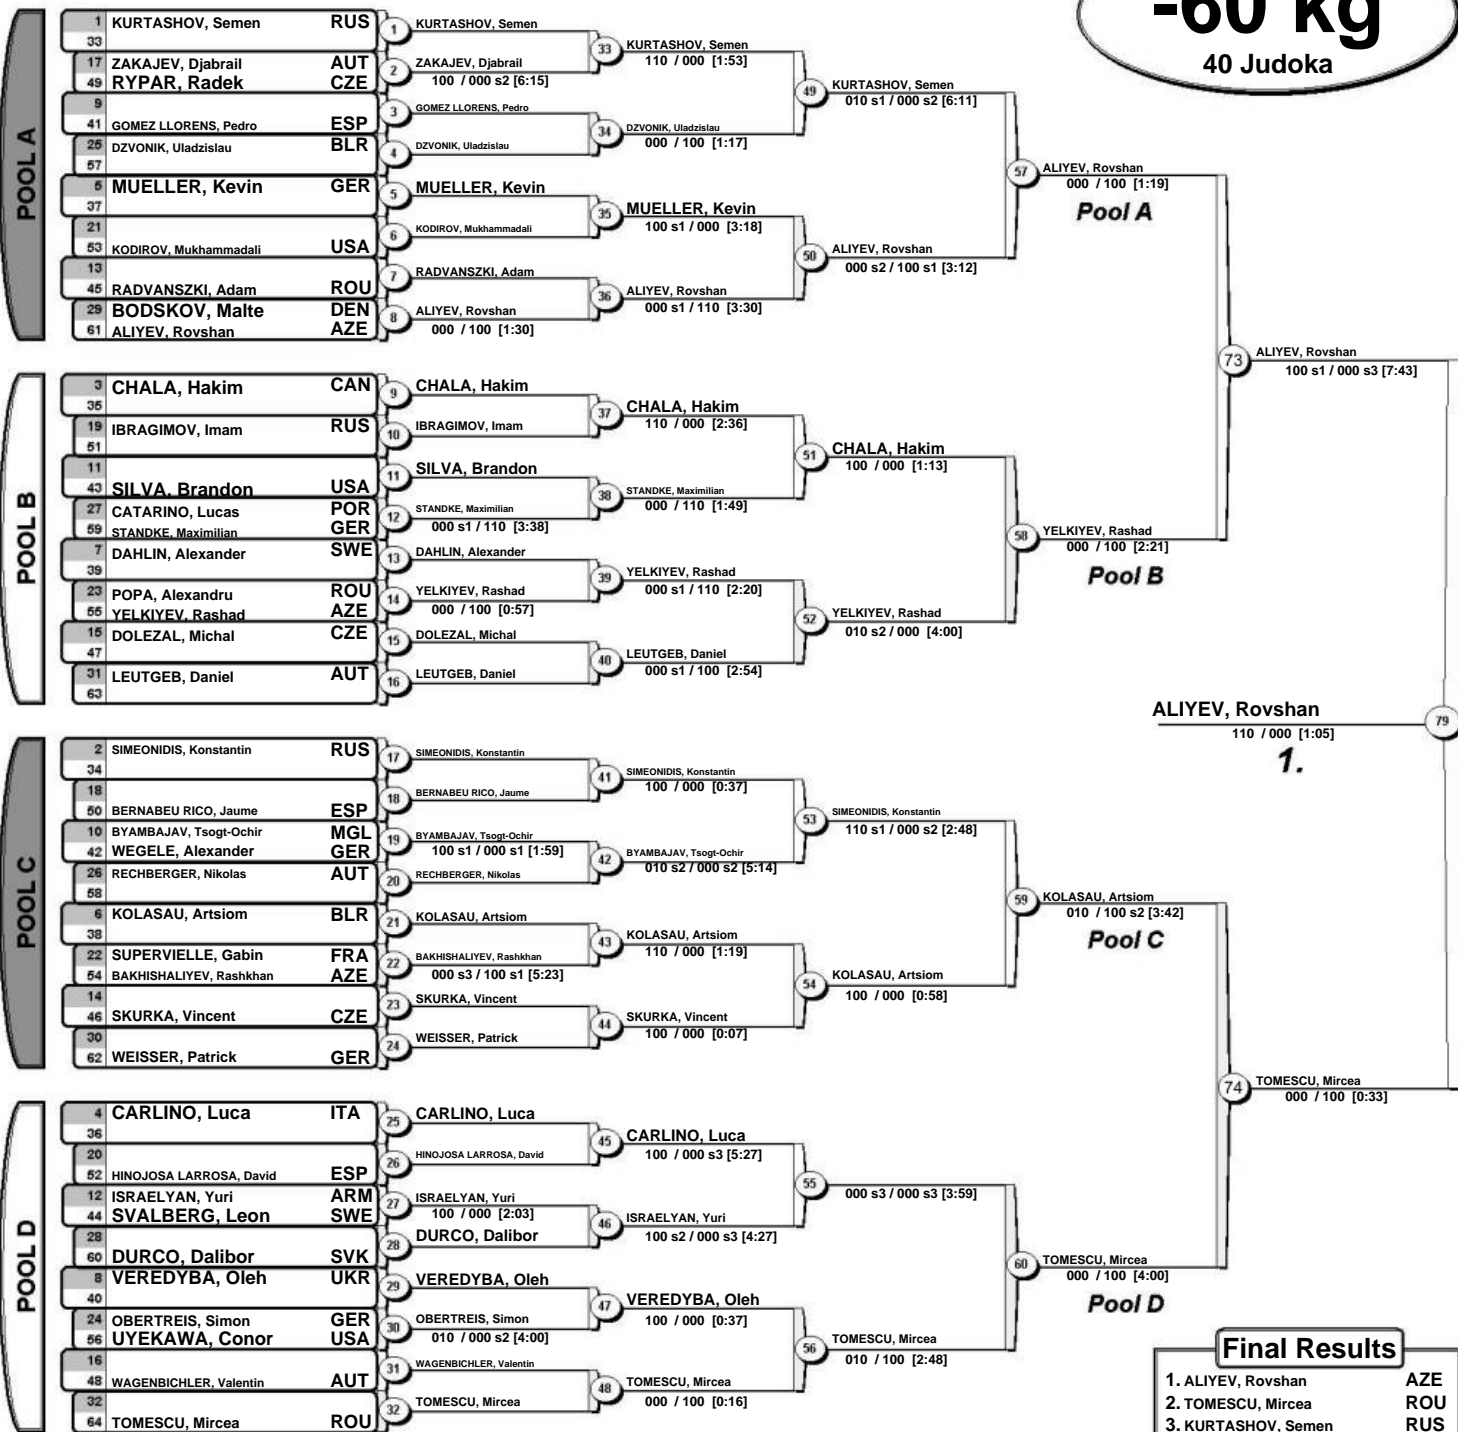 -60 kg
40 Judoka
POOL A
1 KURTASHOV, Semen RUS
33
17 ZAKAJEV, Djabrail AUT
49 RYPAR, Radek CZE
9
41 GOMEZ LLORENS, Pedro ESP
25 DZVONIK, Uladzislau BLR
57
5 MUELLER, Kevin GER
37
21
53 KODIROV, Mukhammadali USA
13
45 RADVANSZKI, Adam ROU
29 BODSKOV, Malte DEN
61 ALIYEV, Rovshan AZE
1 KURTASHOV, Semen
2 ZAKAJEV, Djabrail
100 / 000 s2 [6:15]
3 GOMEZ LLORENS, Pedro
4 DZVONIK, Uladzislau
5 MUELLER, Kevin
6 KODIROV, Mukhammadali
7 RADVANSZKI, Adam
8 ALIYEV, Rovshan
000 / 100 [1:30]
33 KURTASHOV, Semen
110 / 000 [1:53]
34 DZVONIK, Uladzislau
000 / 100 [1:17]
35 MUELLER, Kevin
100 s1 / 000 [3:18]
36 ALIYEV, Rovshan
000 s1 / 110 [3:30]
49 KURTASHOV, Semen
010 s1 / 000 s2 [6:11]
50 ALIYEV, Rovshan
000 s2 / 100 s1 [3:12]
57 ALIYEV, Rovshan
000 / 100 [1:19]
Pool A
POOL B
3 CHALA, Hakim CAN
35
19 IBRAGIMOV, Imam RUS
51
11
43 SILVA, Brandon USA
27 CATARINO, Lucas POR
59 STANDKE, Maximilian GER
7 DAHLIN, Alexander SWE
39
23 POPA, Alexandru ROU
55 YELKIYEV, Rashad AZE
15 DOLEZAL, Michal CZE
47
31 LEUTGEB, Daniel AUT
63
9 CHALA, Hakim
10 IBRAGIMOV, Imam
11 SILVA, Brandon
12 STANDKE, Maximilian
000 s1 / 110 [3:38]
13 DAHLIN, Alexander
14 YELKIYEV, Rashad
000 / 100 [0:57]
15 DOLEZAL, Michal
16 LEUTGEB, Daniel
37 CHALA, Hakim
110 / 000 [2:36]
38 STANDKE, Maximilian
000 / 110 [1:49]
39 YELKIYEV, Rashad
000 s1 / 110 [2:20]
40 LEUTGEB, Daniel
000 s1 / 100 [2:54]
51 CHALA, Hakim
100 / 000 [1:13]
52 YELKIYEV, Rashad
010 s2 / 000 [4:00]
58 YELKIYEV, Rashad
000 / 100 [2:21]
Pool B
73 ALIYEV, Rovshan
100 s1 / 000 s3 [7:43]
ALIYEV, Rovshan 79
110 / 000 [1:05]
1.
POOL C
2 SIMEONIDIS, Konstantin RUS
34
18
50 BERNABEU RICO, Jaume ESP
10 BYAMBAJAV, Tsogt-Ochir MGL
42 WEGELE, Alexander GER
26 RECHBERGER, Nikolas AUT
58
6 KOLASAU, Artsiom BLR
38
22 SUPERVIELLE, Gabin FRA
54 BAKHISHALIYEV, Rashkhan AZE
14
46 SKURKA, Vincent CZE
30
62 WEISSER, Patrick GER
17 SIMEONIDIS, Konstantin
18 BERNABEU RICO, Jaume
19 BYAMBAJAV, Tsogt-Ochir
100 s1 / 000 s1 [1:59]
20 RECHBERGER, Nikolas
21 KOLASAU, Artsiom
22 BAKHISHALIYEV, Rashkhan
000 s3 / 100 s1 [5:23]
23 SKURKA, Vincent
24 WEISSER, Patrick
41 SIMEONIDIS, Konstantin
100 / 000 [0:37]
42 BYAMBAJAV, Tsogt-Ochir
010 s2 / 000 s2 [5:14]
43 KOLASAU, Artsiom
110 / 000 [1:19]
44 SKURKA, Vincent
100 / 000 [0:07]
53 SIMEONIDIS, Konstantin
110 s1 / 000 s2 [2:48]
54 KOLASAU, Artsiom
100 / 000 [0:58]
59 KOLASAU, Artsiom
010 / 100 s2 [3:42]
Pool C
POOL D
4 CARLINO, Luca ITA
36
20
52 HINOJOSA LARROSA, David ESP
12 ISRAELYAN, Yuri ARM
44 SVALBERG, Leon SWE
28
60 DURCO, Dalibor SVK
8 VEREDYBA, Oleh UKR
40
24 OBERTREIS, Simon GER
56 UYEKAWA, Conor USA
16
48 WAGENBICHLER, Valentin AUT
32
64 TOMESCU, Mircea ROU
25 CARLINO, Luca
26 HINOJOSA LARROSA, David
27 ISRAELYAN, Yuri
100 / 000 [2:03]
28 DURCO, Dalibor
29 VEREDYBA, Oleh
30 OBERTREIS, Simon
010 / 000 s2 [4:00]
31 WAGENBICHLER, Valentin
32 TOMESCU, Mircea
45 CARLINO, Luca
100 / 000 s3 [5:27]
46 ISRAELYAN, Yuri
100 s2 / 000 s3 [4:27]
47 VEREDYBA, Oleh
100 / 000 [0:37]
48 TOMESCU, Mircea
000 / 100 [0:16]
55
000 s3 / 000 s3 [3:59]
56 TOMESCU, Mircea
010 / 100 [2:48]
60 TOMESCU, Mircea
000 / 100 [4:00]
Pool D
74 TOMESCU, Mircea
000 / 100 [0:33]
Final Results
1. ALIYEV, Rovshan AZE
2. TOMESCU, Mircea ROU
3. KURTASHOV, Semen RUS